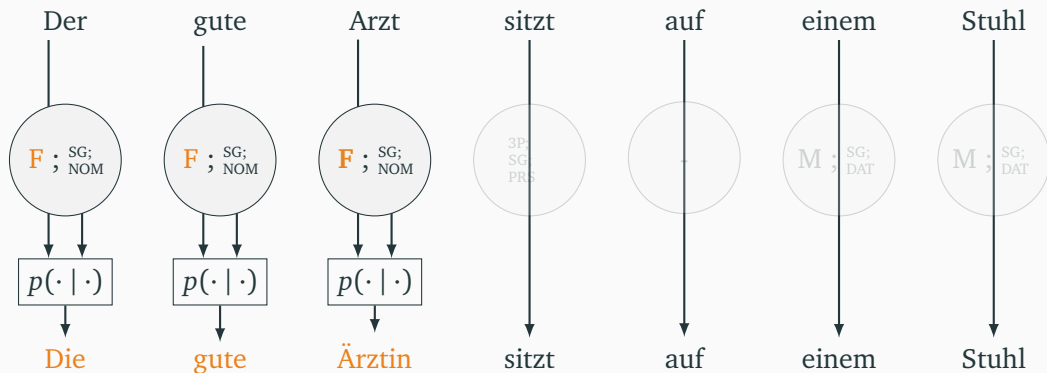 Der gute Arzt sitzt auf einem Stuhl
F ; SG; NOM F ; SG; NOM F ; SG; NOM 3P; SG; PRS - M ; SG; DAT M ; SG; DAT
p(· | ·) p(· | ·) p(· | ·)
Die gute Ärztin sitzt auf einem Stuhl